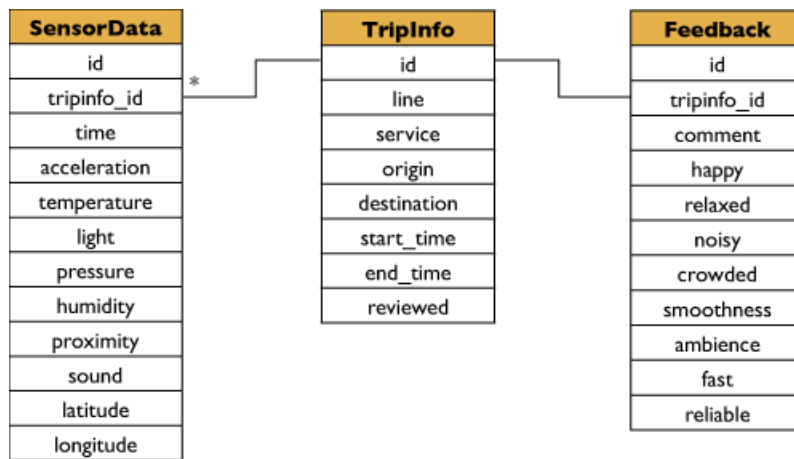 SensorData
id
tripinfo_id
time
acceleration
temperature
light
pressure
humidity
proximity
sound
latitude
longitude
*
TripInfo
id
line
service
origin
destination
start_time
end_time
reviewed
Feedback
id
tripinfo_id
comment
happy
relaxed
noisy
crowded
smoothness
ambience
fast
reliable